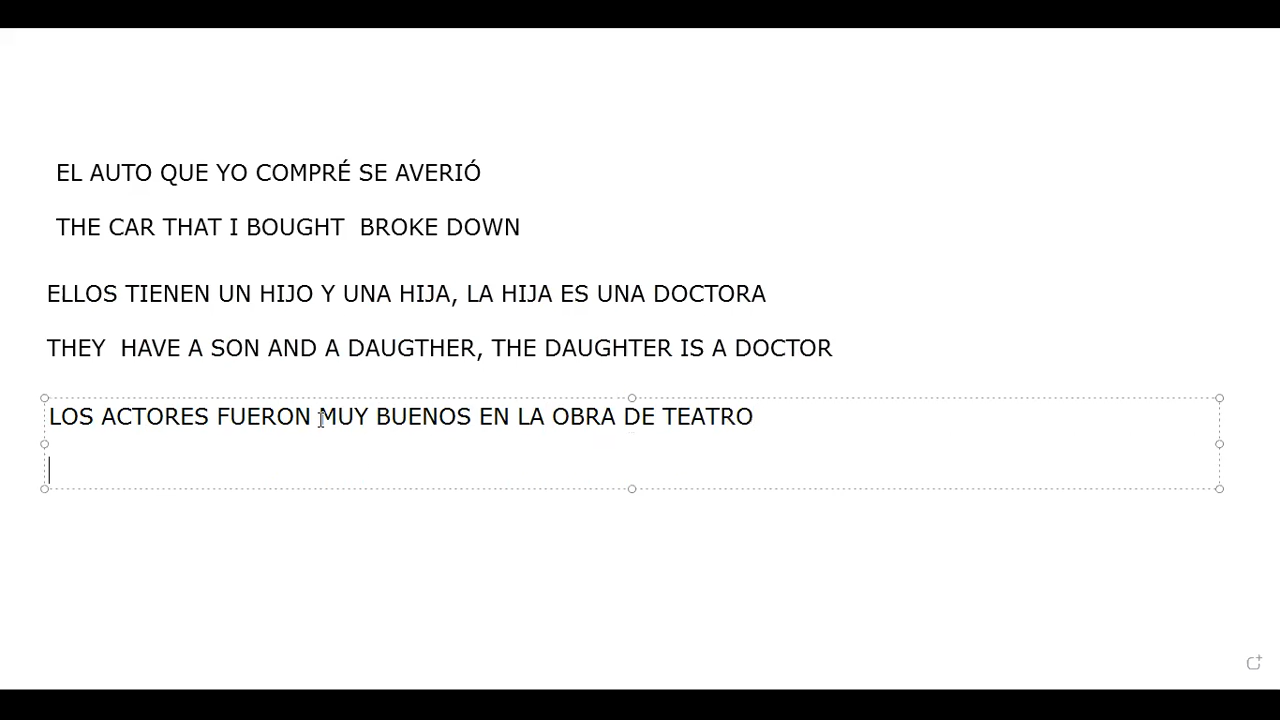 EL AUTO QUE YO COMPRÉ SE AVERIÓ
THE CAR THAT I BOUGHT  BROKE DOWN
ELLOS TIENEN UN HIJO Y UNA HIJA, LA HIJA ES UNA DOCTORA
THEY  HAVE A SON AND A DAUGTHER, THE DAUGHTER IS A DOCTOR
LOS ACTORES FUERON MUY BUENOS EN LA OBRA DE TEATRO